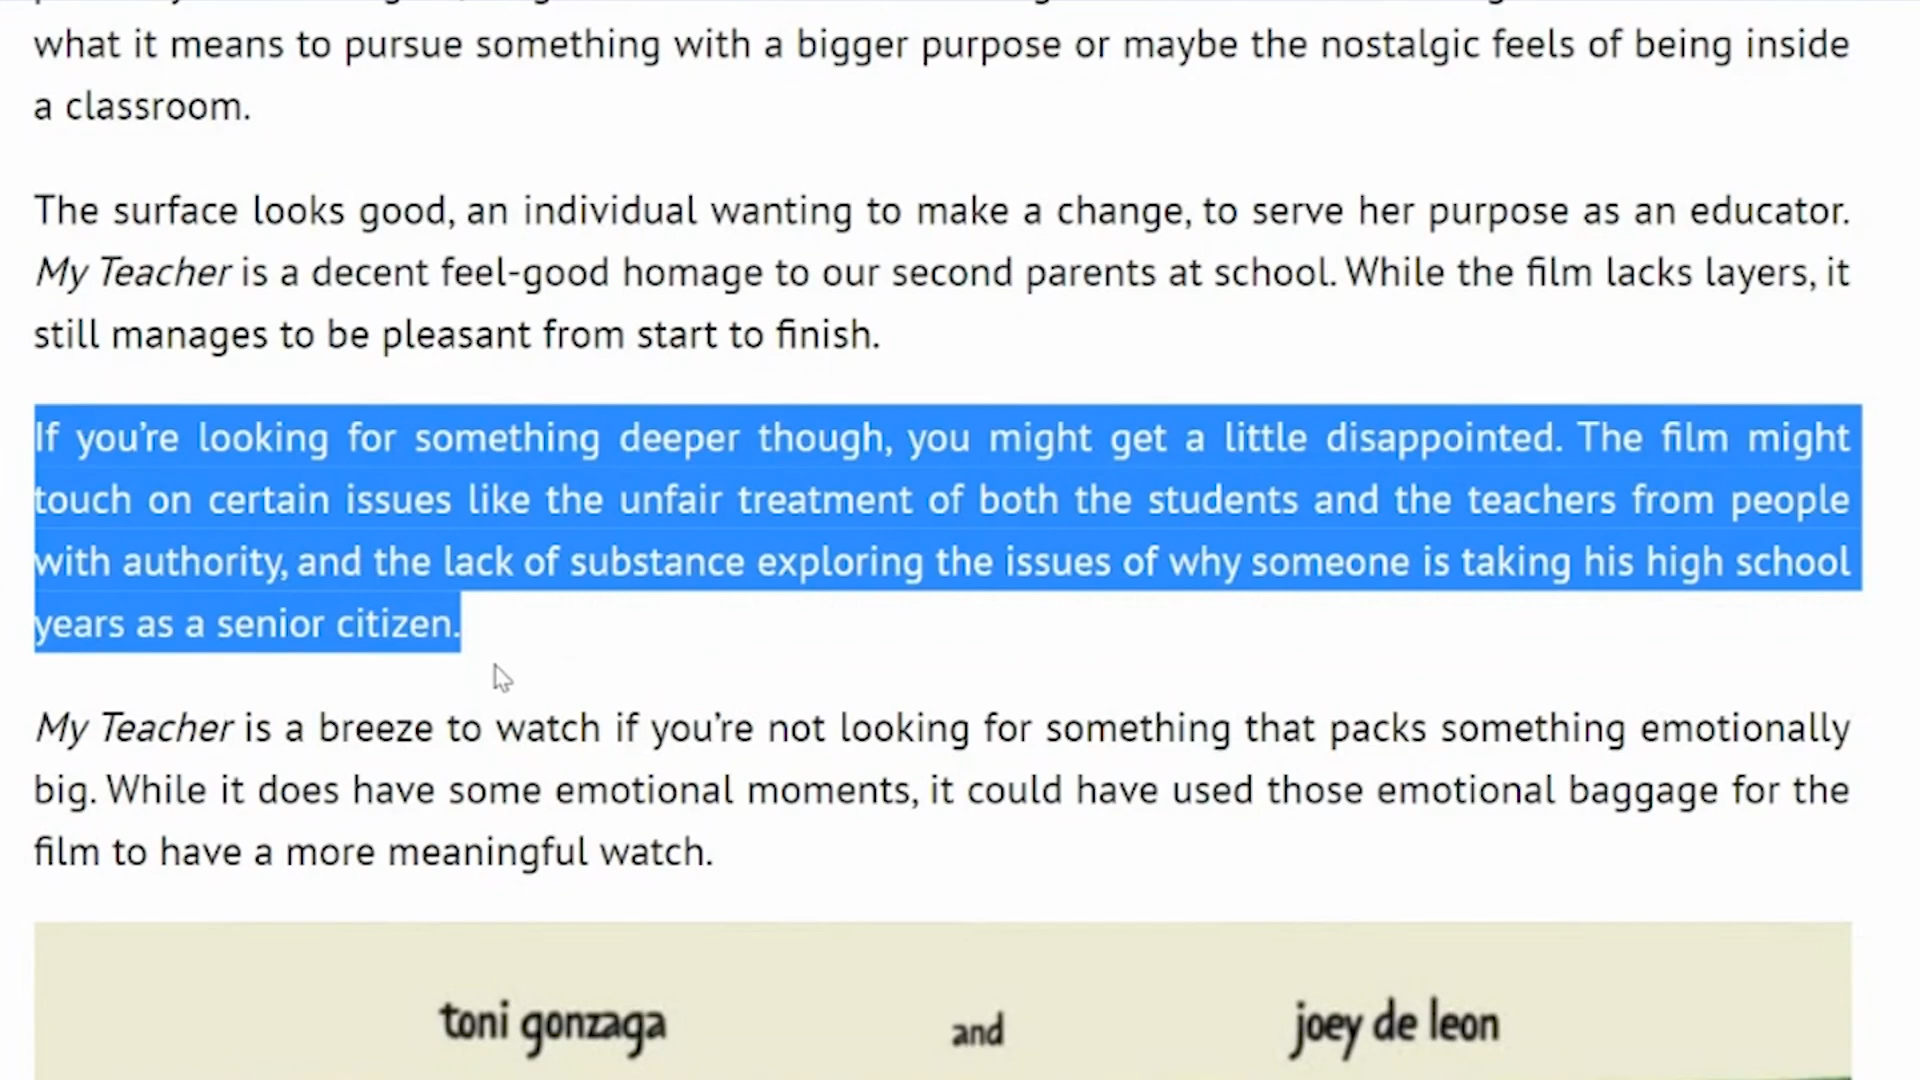 what it means to pursue something with a bigger purpose or maybe the nostalgic feels of being inside
a classroom.
The surface looks good, an individual wanting to make a change, to serve her purpose as an educator.
My Teacher is a decent feel-good homage to our second parents at school. While the film lacks layers, it
still manages to be pleasant from start to finish.
If you’re looking for something deeper though, you might get a little disappointed. The film might
touch on certain issues like the unfair treatment of both the students and the teachers from people
with authority, and the lack of substance exploring the issues of why someone is taking his high school
years as a senior citizen.
My Teacher is a breeze to watch if you’re not looking for something that packs something emotionally
big. While it does have some emotional moments, it could have used those emotional baggage for the
film to have a more meaningful watch.
toni gonzaga and joey de leon